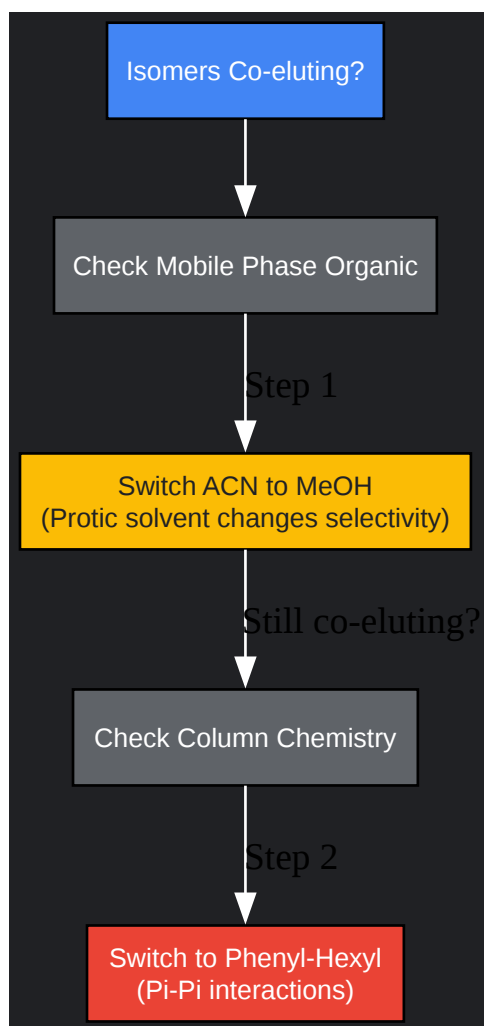 Isomers Co-eluting?
Check Mobile Phase Organic
Step 1
Switch ACN to MeOH
(Protic solvent changes selectivity)
Still co-eluting?
Check Column Chemistry
Step 2
Switch to Phenyl-Hexyl
(Pi-Pi interactions)